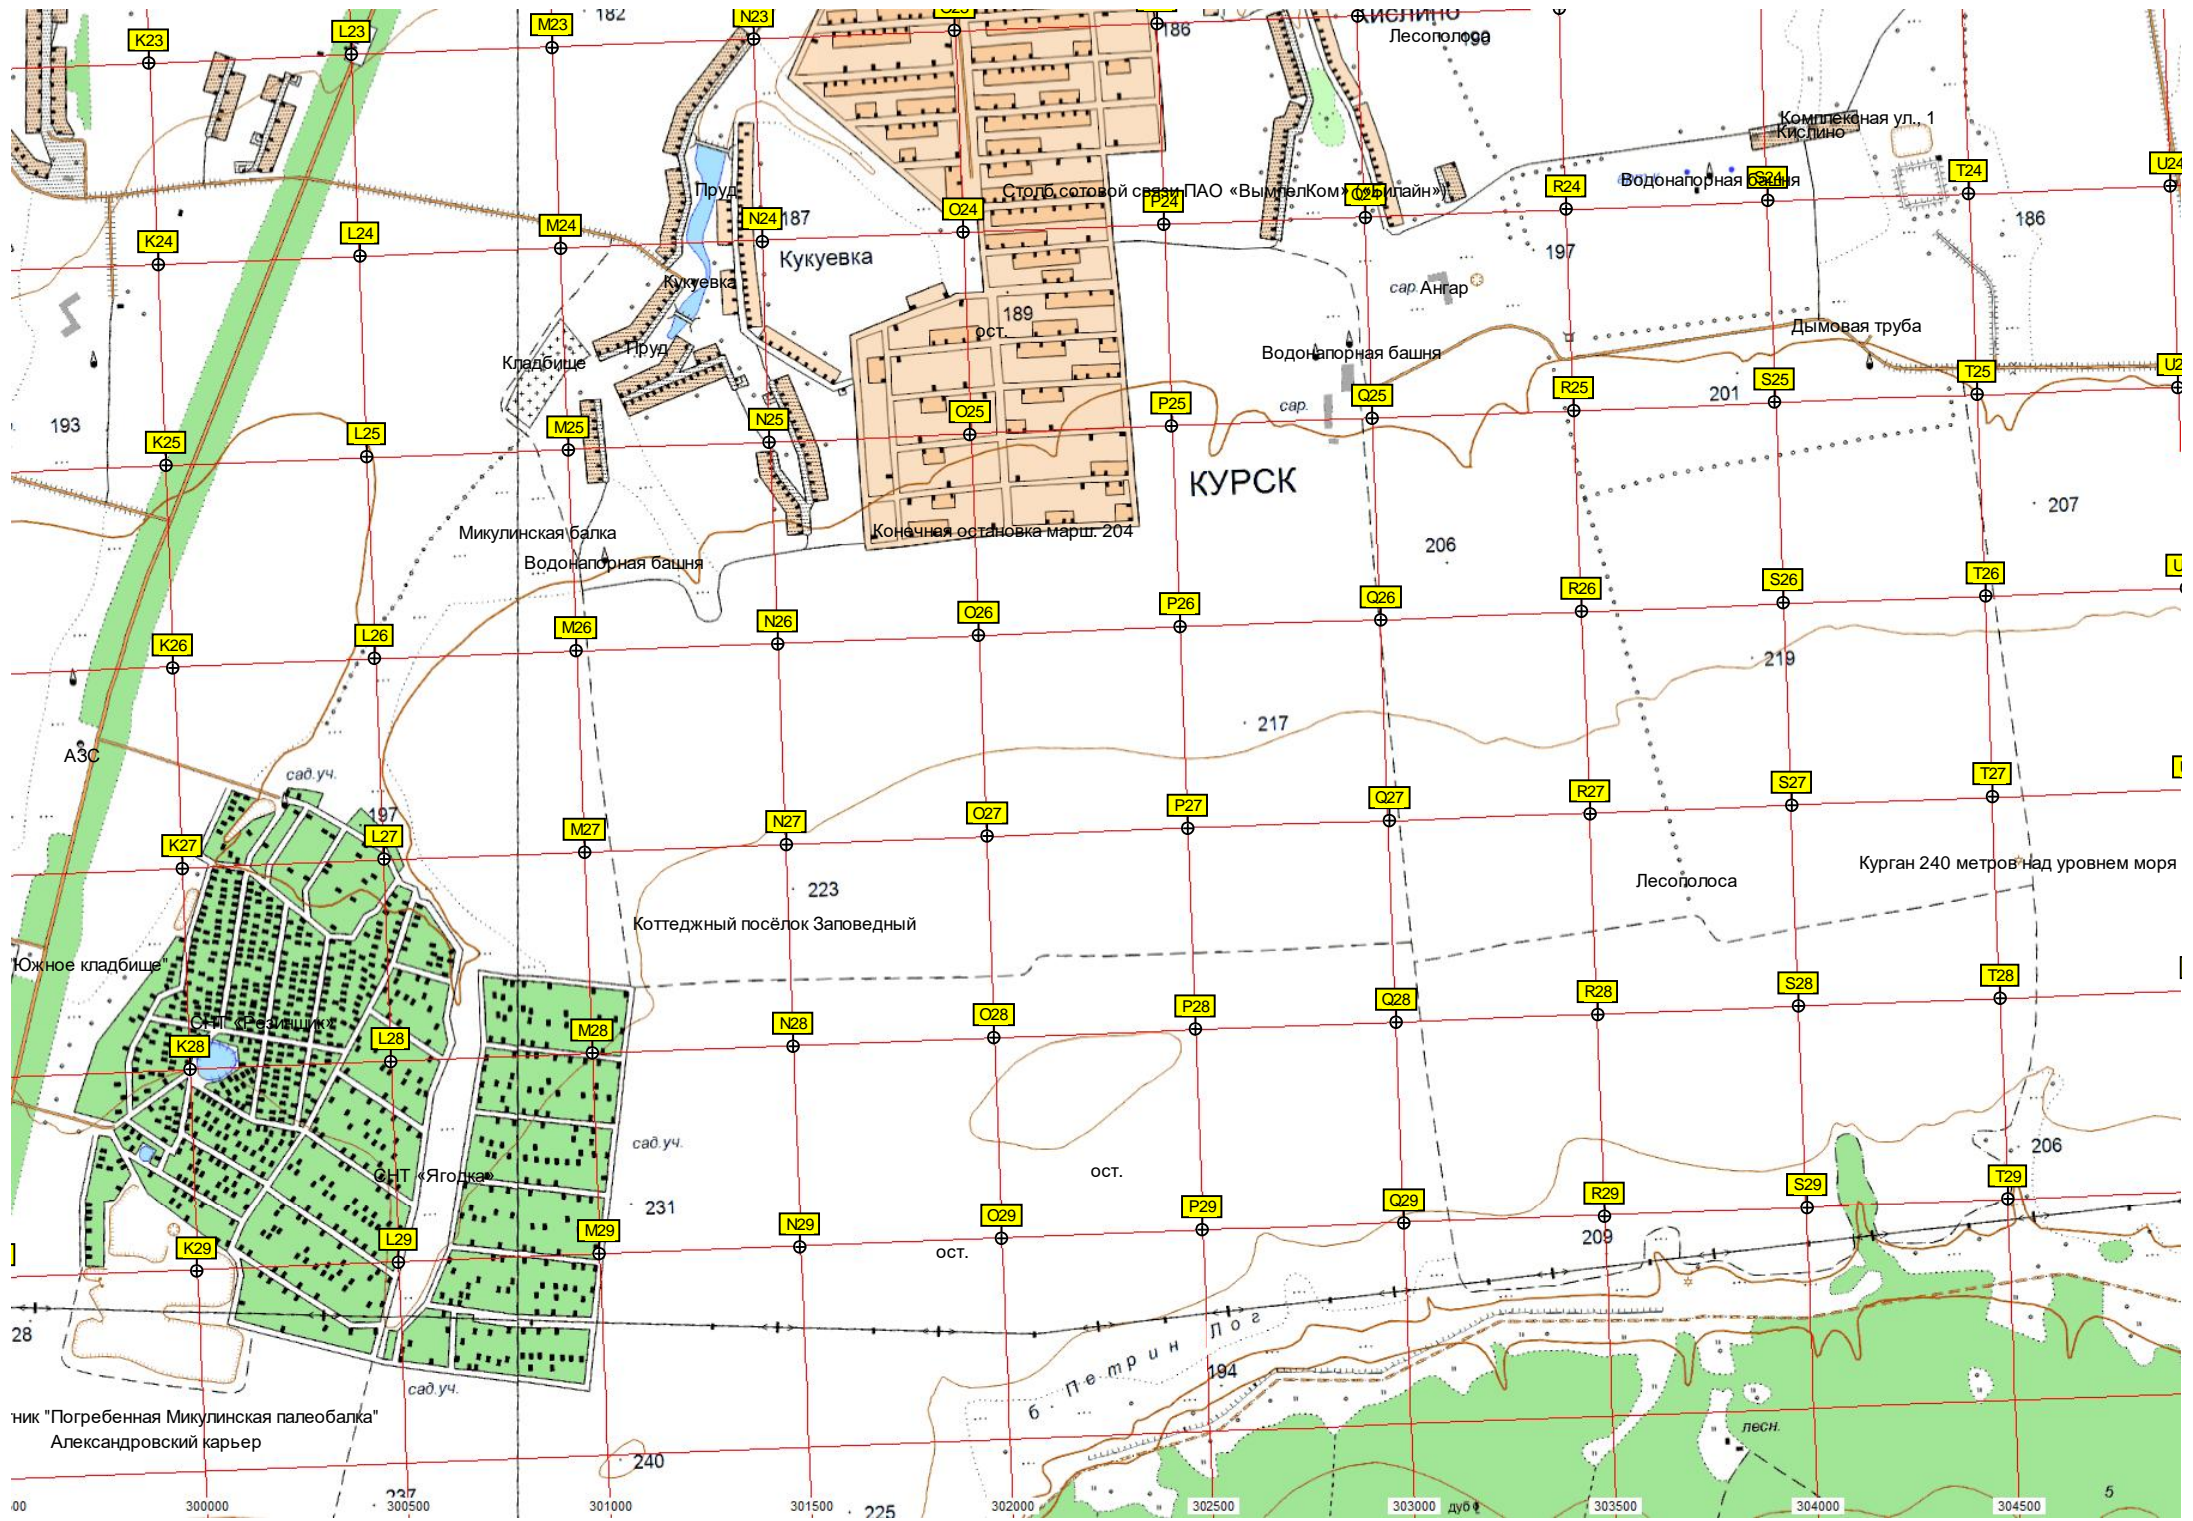 182
N23
186
Кислино
Лесополоса
190
K23
L23
M23
Комплексная ул., 1
Кислино
Пруд
Столб сотовой связи ПАО «ВымпелКом» («Билайн»)
Водонапорная башня
K24
L24
M24
N24
187
O24
P24
Q24
R24
S24
T24
U24
186
Кукуевка
197
Кукуевка
сар.
Ангар
189
ост.
Пруд
Кладбище
Водонапорная башня
Дымовая труба
193
K25
L25
M25
N25
O25
P25
Q25
сар.
R25
S25
201
T25
КУРСК
207
Микулинская балка
Конечная остановка марш. 204
206
Водонапорная башня
K26
L26
M26
N26
O26
P26
Q26
R26
S26
T26
219
217
АЗС
сад.уч.
197
K27
L27
M27
N27
O27
P27
Q27
R27
S27
T27
Курган 240 метров над уровнем моря
223
Лесополоса
Коттеджный посёлок Заповедный
Южное кладбище"
СНТ «Резинщик»
K28
L28
M28
N28
O28
P28
Q28
R28
S28
T28
сад.уч.
206
СНТ «Ягодка»
ост.
231
K29
L29
M29
N29
O29
P29
Q29
R29
S29
T29
209
ост.
28
б. Петрин Лог
194
сад.уч.
ник "Погребенная Микулинская палеобалка"
Александровский карьер
лесн.
240
237
225
дуб
5
300000
300500
301000
301500
302000
302500
303000
303500
304000
304500